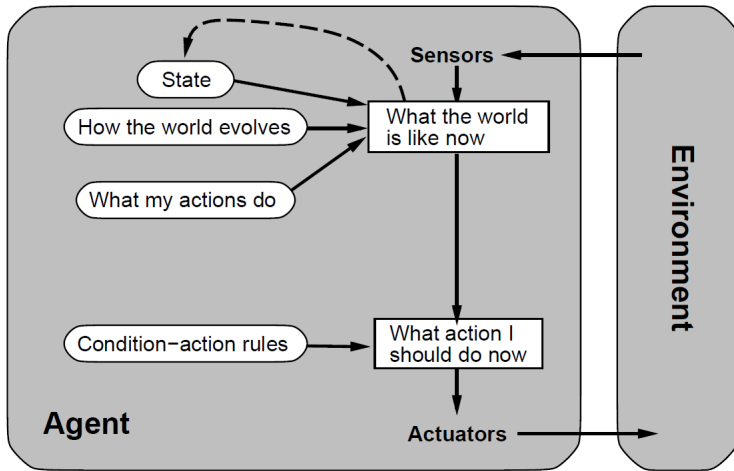 Sensors
State
What the world
is like now
How the world evolves
What my actions do
Environment
Condition−action rules
What action I
should do now
Agent
Actuators